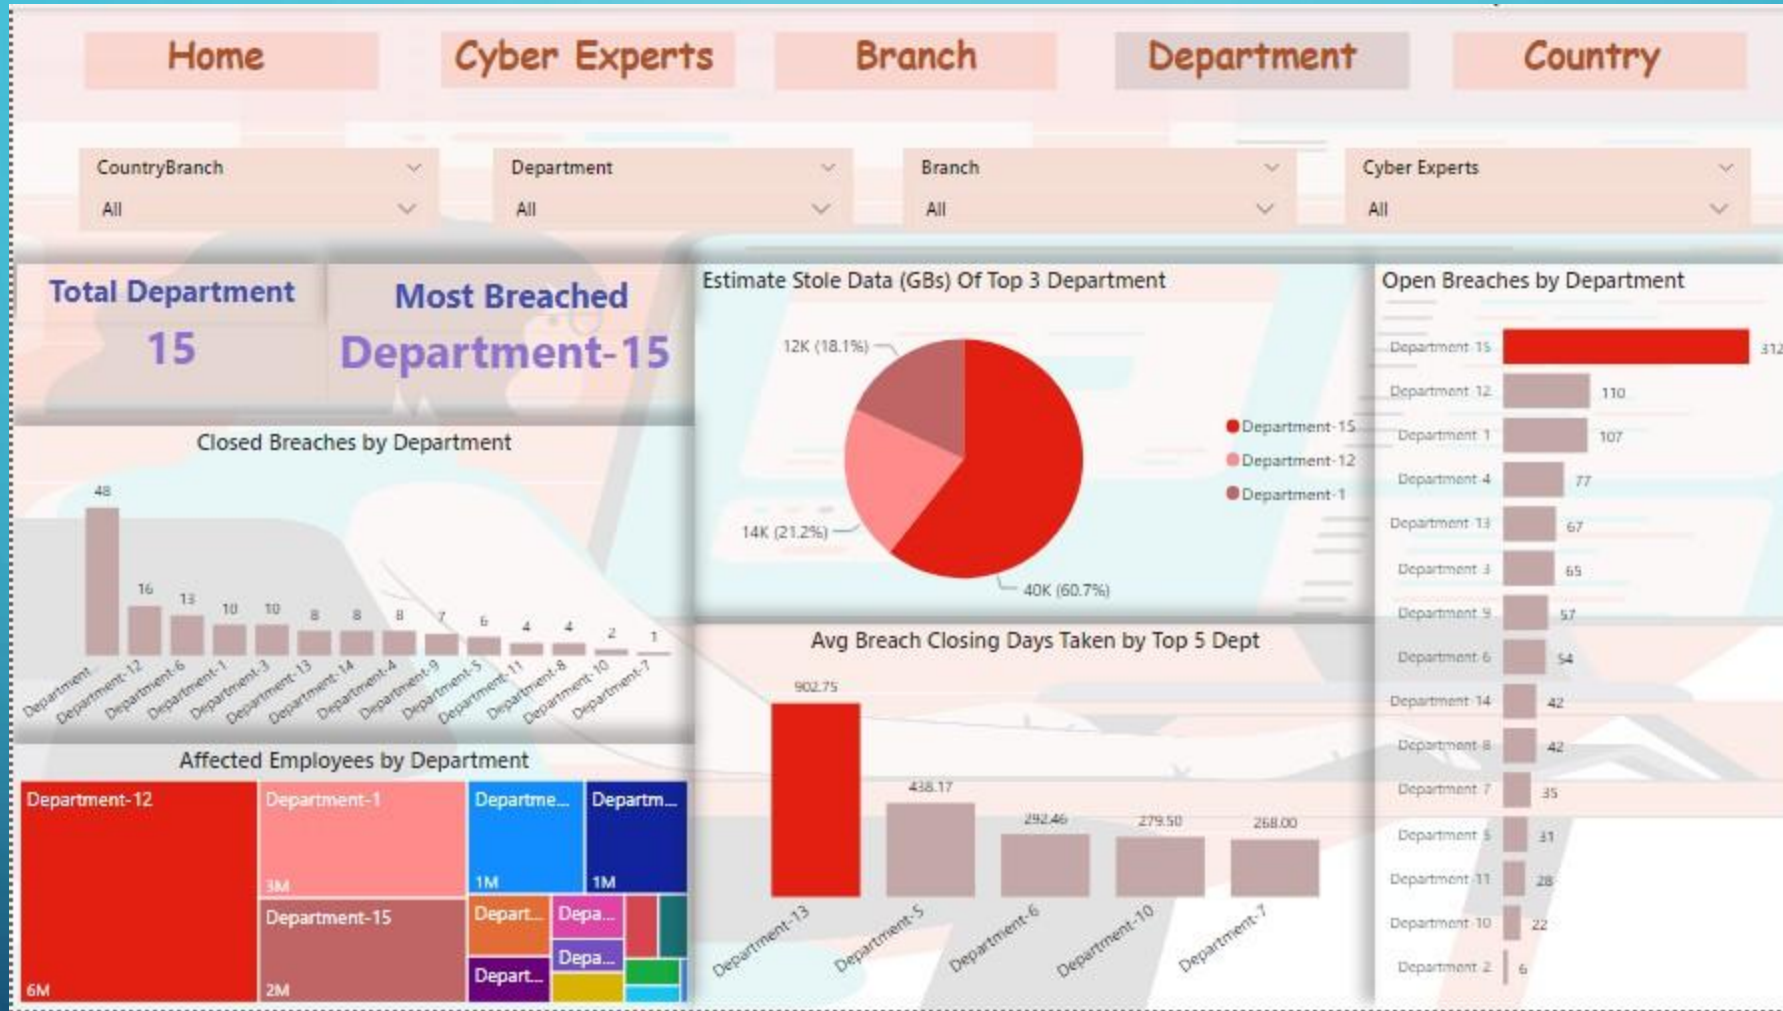 Home
Cyber Experts
Branch
Department
Country
CountryBranch
All
Department
All
Branch
All
Cyber Experts
All
Total Department
15
Most Breached
Department-15
Closed Breaches by Department
48
16
13
10
10
8
8
8
7
6
4
4
2
1
Department...
Department-12
Department-6
Department-1
Department-3
Department-13
Department-14
Department-4
Department-9
Department-5
Department-11
Department-8
Department-10
Department-7
Affected Employees by Department
Department-12
6M
Department-1
3M
Department-15
2M
Departme...
1M
Departm...
1M
Depart...
Depa...
Depa...
Depart...
Estimate Stole Data (GBs) Of Top 3 Department
12K (18.1%)
14K (21.2%)
40K (60.7%)
Department-15
Department-12
Department-1
Avg Breach Closing Days Taken by Top 5 Dept
902.75
438.17
292.46
279.50
268.00
Department-13
Department-5
Department-6
Department-10
Department-7
Open Breaches by Department
Department-15 312
Department-12 110
Department-1 107
Department-4 77
Department-13 67
Department-3 65
Department-9 57
Department-6 54
Department-14 42
Department-8 42
Department-7 35
Department-5 31
Department-11 28
Department-10 22
Department-2 6